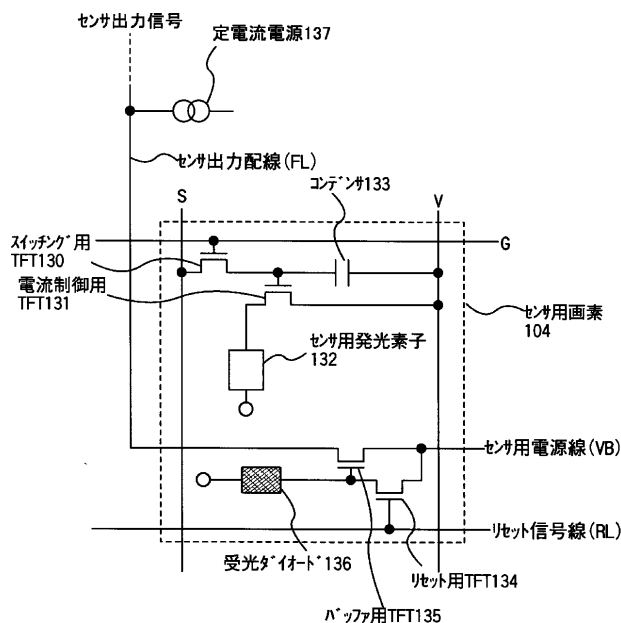 センサ出力信号
定電流電源137
センサ出力配線(FL)
コンデンサ133
S
V
スイッチング用
TFT130
G
電流制御用
TFT131
センサ用画素
104
センサ用発光素子
132
センサ用電源線(VB)
リセット信号線(RL)
受光ダイオード136
リセット用TFT134
バッファ用TFT135